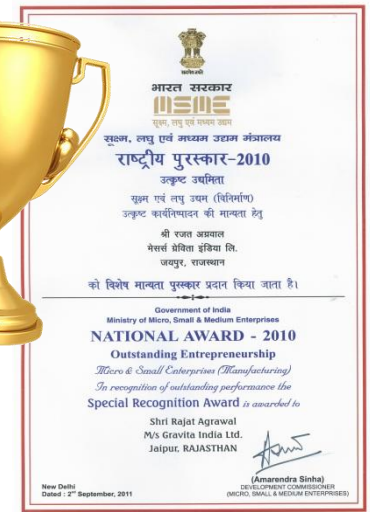 सत्यमेव जयते
भारत सरकार
MSME
सूक्ष्म, लघु एवं मध्यम उद्यम
सूक्ष्म, लघु एवं मध्यम उद्यम मंत्रालय
राष्ट्रीय पुरस्कार-2010
उत्कृष्ट उद्यमिता
सूक्ष्म एवं लघु उद्यम (विनिर्माण)
उत्कृष्ट कार्यनिष्पादन की मान्यता हेतु
श्री रजत अग्रवाल
मेसर्स ग्रेविता इंडिया लि.
जयपुर, राजस्थान
को विशेष मान्यता पुरस्कार प्रदान किया जाता है।
Government of India
Ministry of Micro, Small & Medium Enterprises
NATIONAL AWARD - 2010
Outstanding Entrepreneurship
Micro & Small Enterprises (Manufacturing)
In recognition of outstanding performance the
Special Recognition Award is awarded to
Shri Rajat Agrawal
M/s Gravita India Ltd.
Jaipur, RAJASTHAN
(Amarendra Sinha)
DEVELOPMENT COMMISSIONER
(MICRO, SMALL & MEDIUM ENTERPRISES)
New Delhi
Dated : 2nd September, 2011